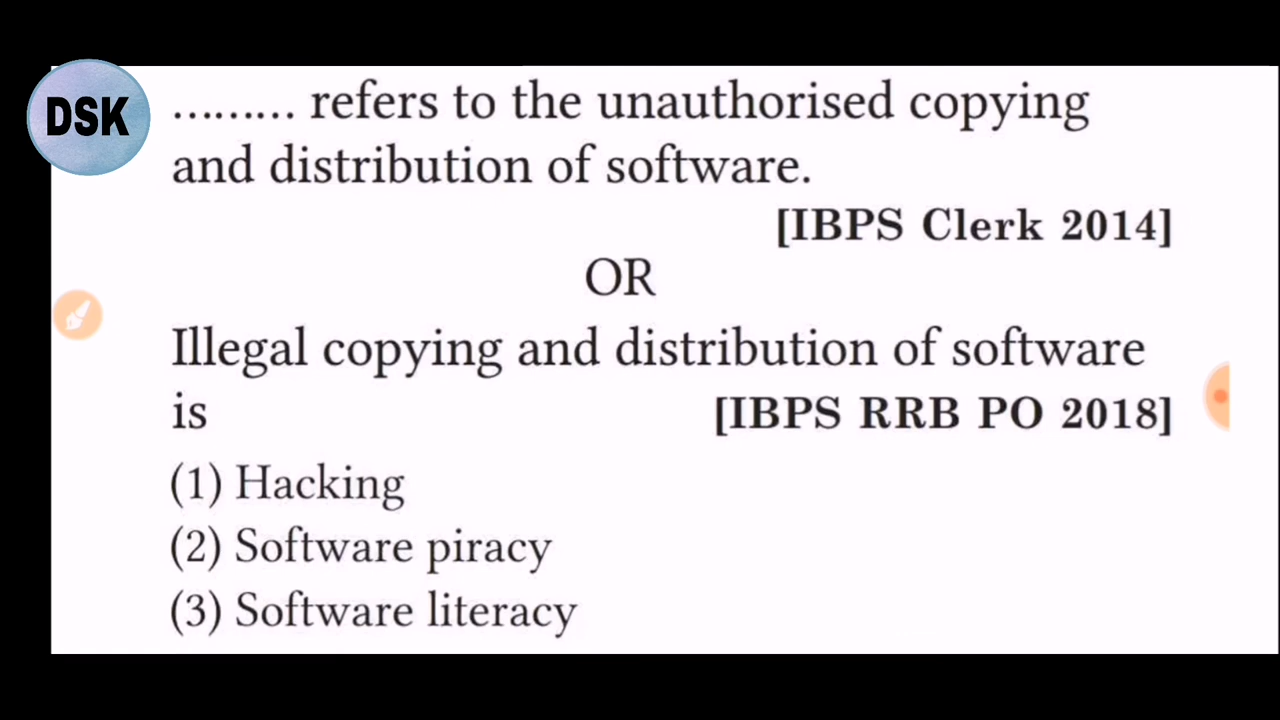 DSK
......... refers to the unauthorised copying
and distribution of software.
[IBPS Clerk 2014]
OR
Illegal copying and distribution of software
is [IBPS RRB PO 2018]
(1) Hacking
(2) Software piracy
(3) Software literacy